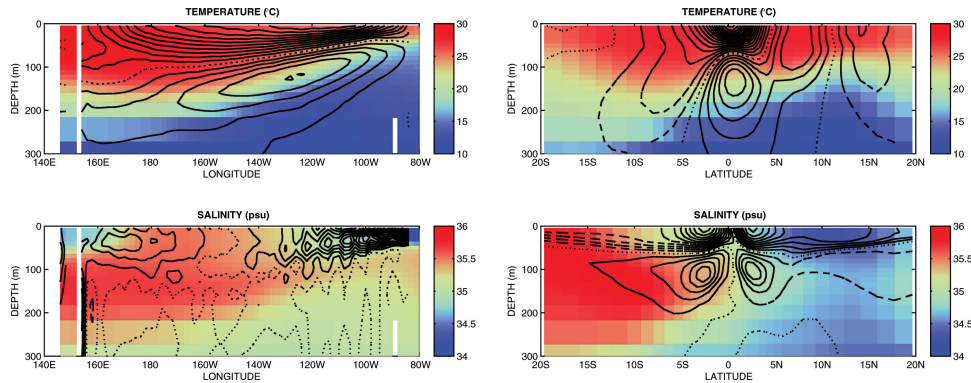 TEMPERATURE (°C)
0
100
200
300
DEPTH (m)
140E 160E 180 160W 140W 120W 100W 80W
LONGITUDE
30
25
20
15
10
TEMPERATURE (°C)
0
100
200
300
DEPTH (m)
20S 15S 10S 5S 0 5N 10N 15N 20N
LATITUDE
30
25
20
15
10
SALINITY (psu)
0
100
200
300
DEPTH (m)
140E 160E 180 160W 140W 120W 100W 80W
LONGITUDE
36
35.5
35
34.5
34
SALINITY (psu)
0
100
200
300
DEPTH (m)
20S 15S 10S 5S 0 5N 10N 15N 20N
LATITUDE
36
35.5
35
34.5
34